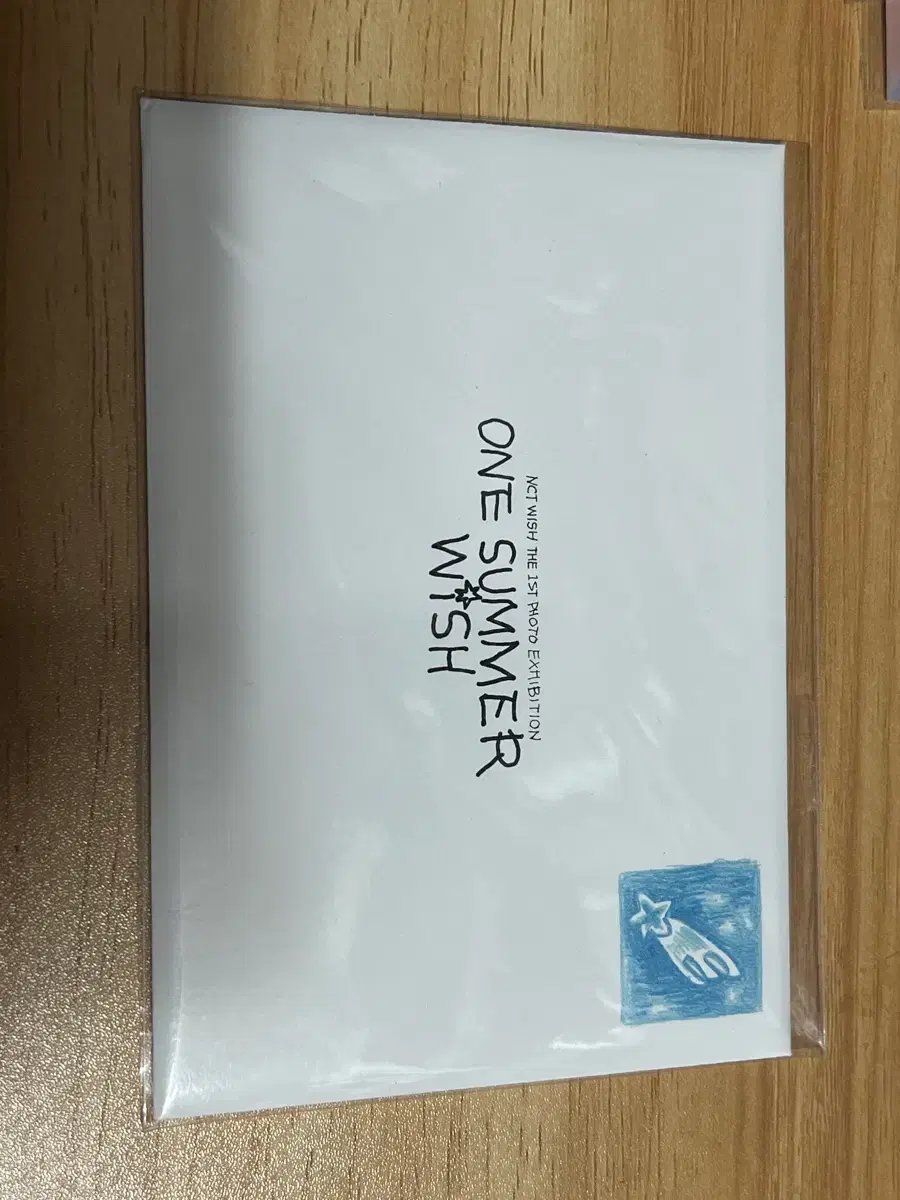 NCT WISH THE 1ST PHOTO EXHIBITION
ONE SUMMER
WISH